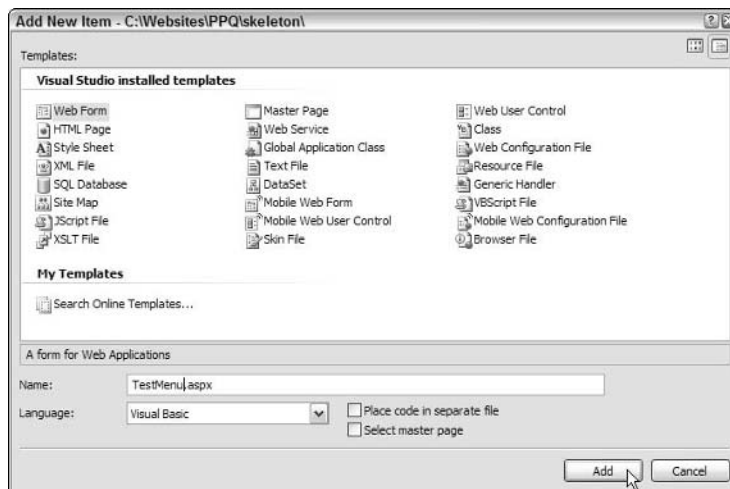 Add New Item - C:\Websites\PPQ\skeleton\
Templates:
Visual Studio installed templates
Web Form
Master Page
Web User Control
HTML Page
Web Service
Class
Style Sheet
Global Application Class
Web Configuration File
XML File
Text File
Resource File
SQL Database
DataSet
Generic Handler
Site Map
Mobile Web Form
VBScript File
JScript File
Mobile Web User Control
Mobile Web Configuration File
XSLT File
Skin File
Browser File
My Templates
Search Online Templates...
A form for Web Applications
Name:
TestMenu.aspx
Language:
Visual Basic
Place code in separate file
Select master page
Add
Cancel